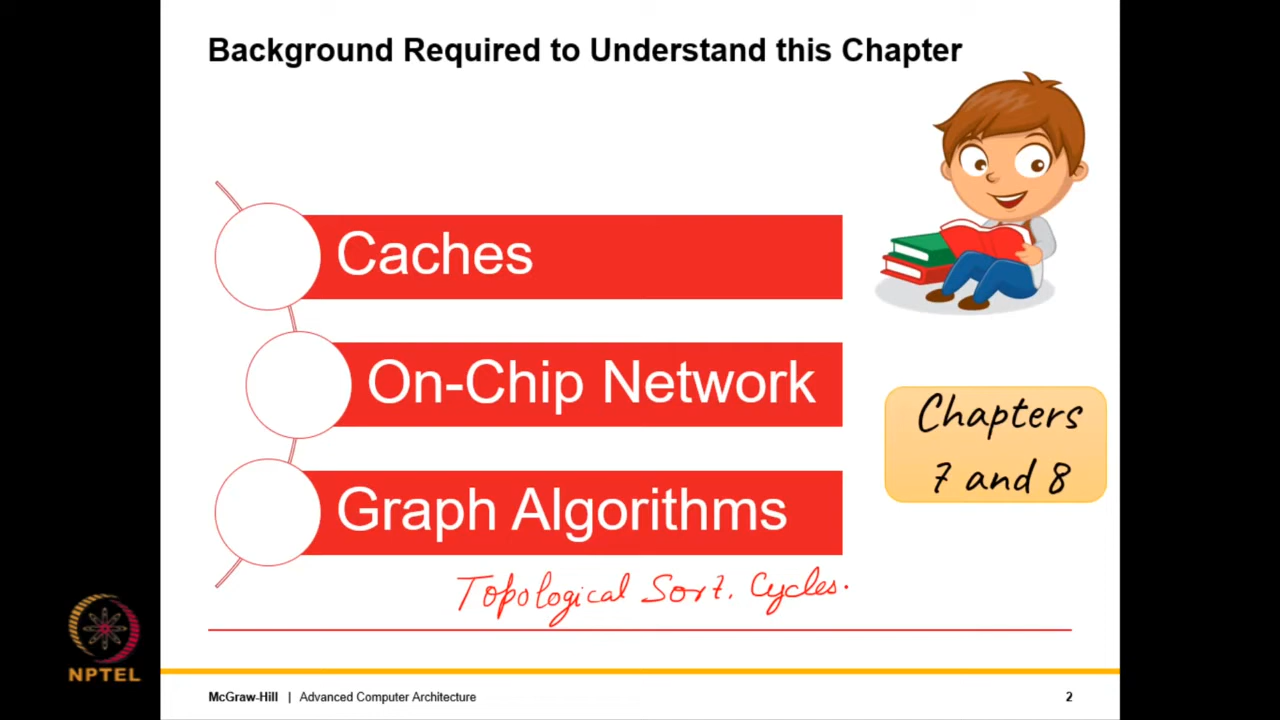 Background Required to Understand this Chapter
Caches
On-Chip Network
Graph Algorithms
Chapters
7 and 8
Topological Sort. Cycles.
NPTEL
McGraw-Hill | Advanced Computer Architecture
2